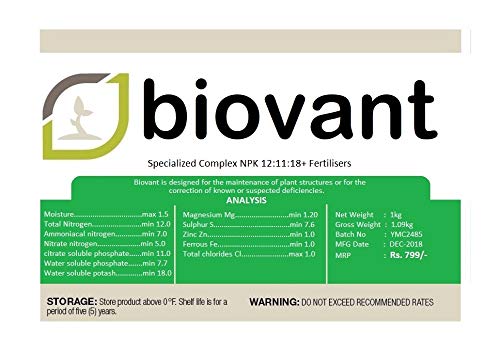 biovant
Specialized Complex NPK 12:11:18+ Fertilisers
Biovant is designed for the maintenance of plant structures or for the
correction of known or suspected deficiencies.
ANALYSIS
Moisture..............................max 1.5
Total Nitrogen.....................min 12.0
Ammoniacal nitrogen.........min 7.0
Nitrate nitrogen..................min 5.0
citrate soluble phosphate...min 11.0
Water soluble phosphate....min 7.7
Water soluble potash..........min 18.0
Magnesium Mg...................min 1.20
Sulphur S..............................min 7.6
Zinc Zn..................................min 1.0
Ferrous Fe.............................min 1.0
Total chlorides Cl..................max 1.0
Net Weight : 1kg
Gross Weight : 1.09kg
Batch No : YMC2485
MFG Date : DEC-2018
MRP : Rs. 799/-
STORAGE: Store product above 0°F. Shelf life is for a
period of five (5) years.
WARNING: DO NOT EXCEED RECOMMENDED RATES